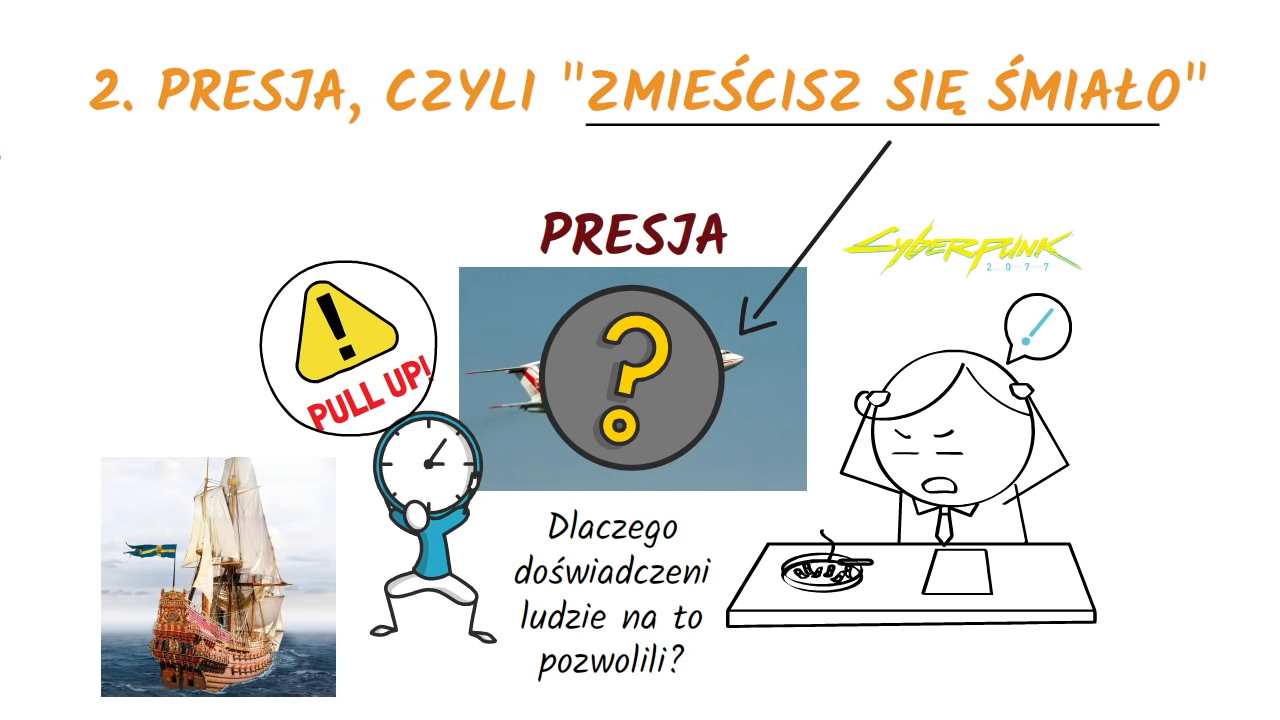 2. PRESJA, CZYLI "ZMIEŚCISZ SIĘ ŚMIAŁO"
PRESJA
CYBERPUNK
2077
PULL UP!
Dlaczego
doświadczeni
ludzie na to
pozwolili?